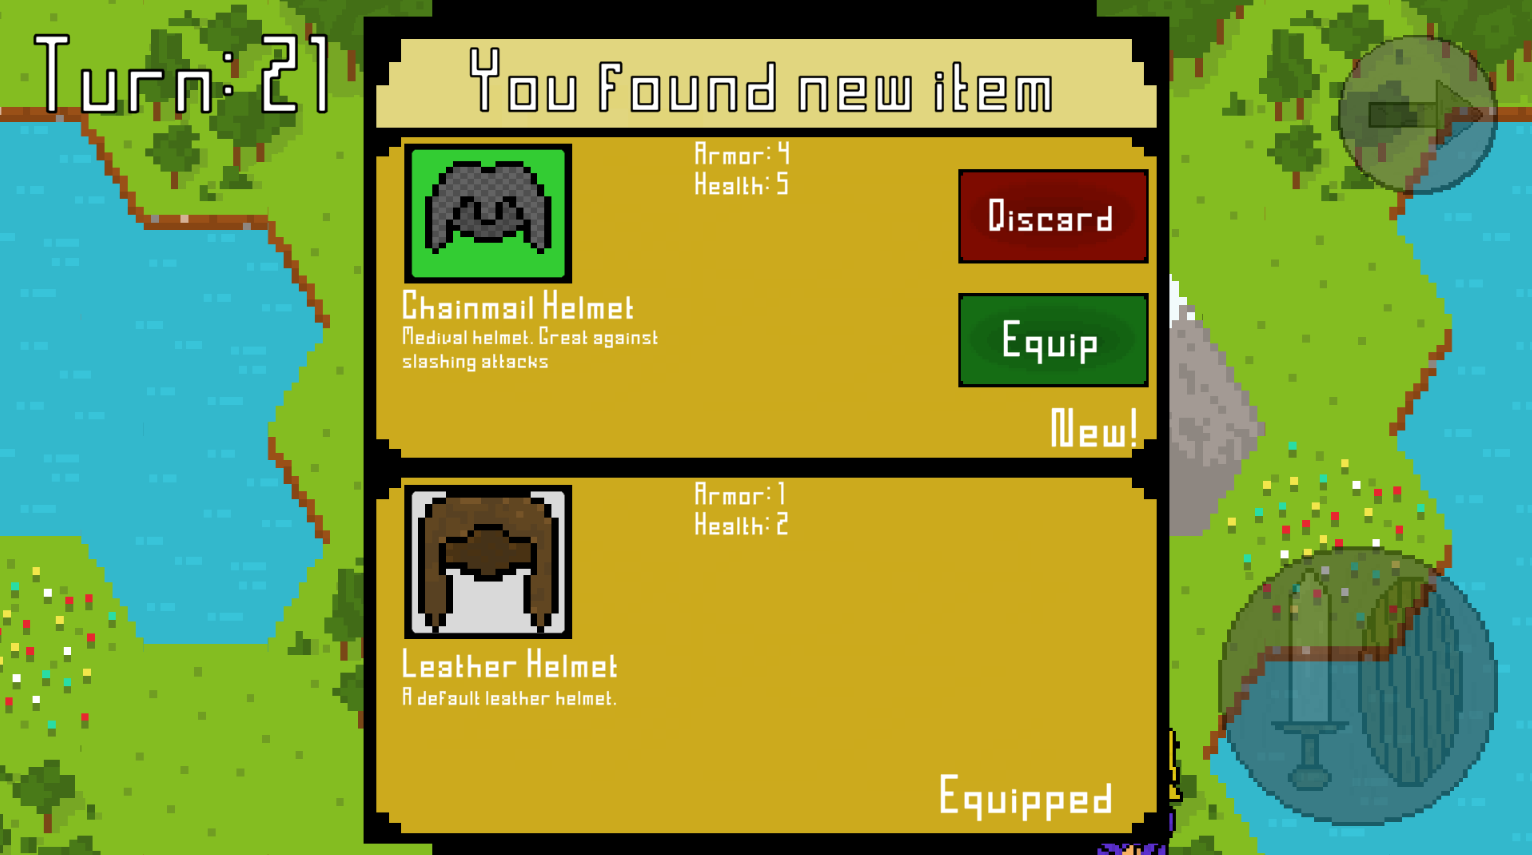 Turn: 21
You found new item
Armor: 4
Health: 5
Discard
Chainmail Helmet
Medival helmet. Great against
slashing attacks
Equip
New!
Armor: 1
Health: 2
Leather Helmet
A default leather helmet.
Equipped